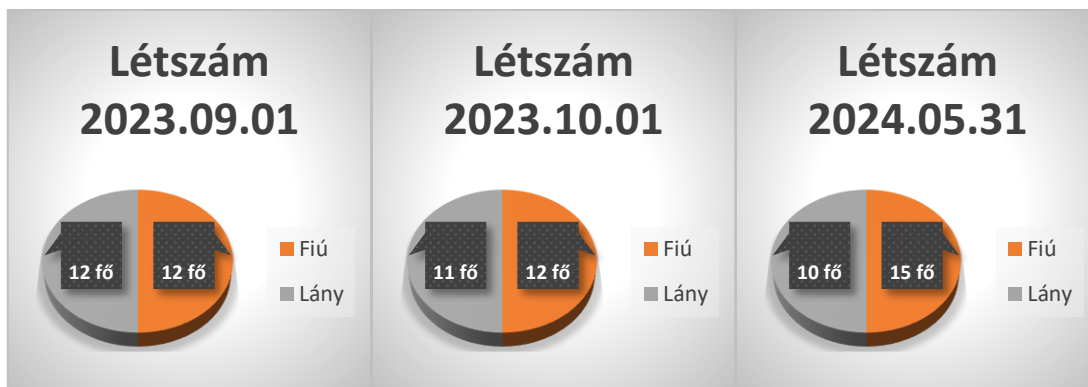 Létszám
2023.09.01
12 fő
12 fő
Fiú
Lány
Létszám
2023.10.01
11 fő
12 fő
Fiú
Lány
Létszám
2024.05.31
10 fő
15 fő
Fiú
Lány